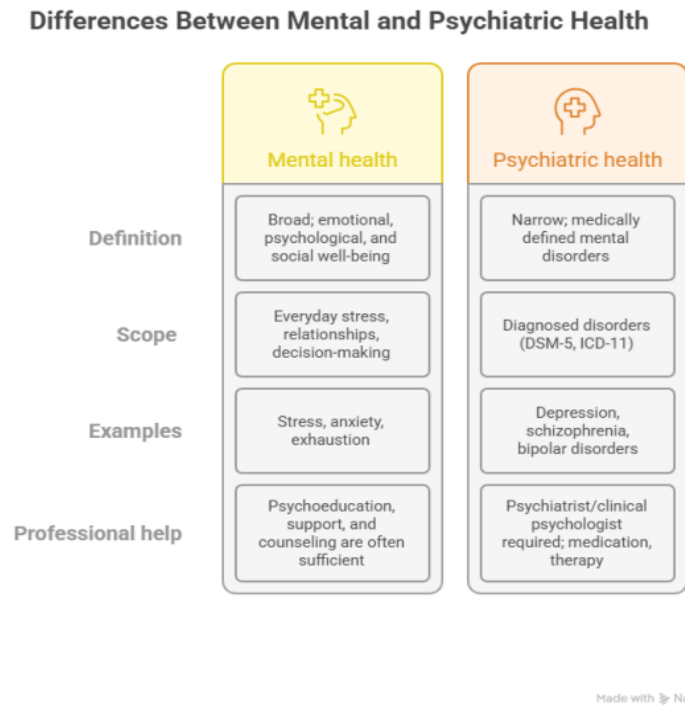 Differences Between Mental and Psychiatric Health
Mental health
Psychiatric health
Definition
Broad; emotional,
psychological, and
social well-being
Narrow; medically
defined mental
disorders
Scope
Everyday stress,
relationships,
decision-making
Diagnosed disorders
(DSM-5, ICD-11)
Examples
Stress, anxiety,
exhaustion
Depression,
schizophrenia,
bipolar disorders
Professional help
Psychoeducation,
support, and
counseling are often
sufficient
Psychiatrist/clinical
psychologist
required; medication,
therapy
Made with